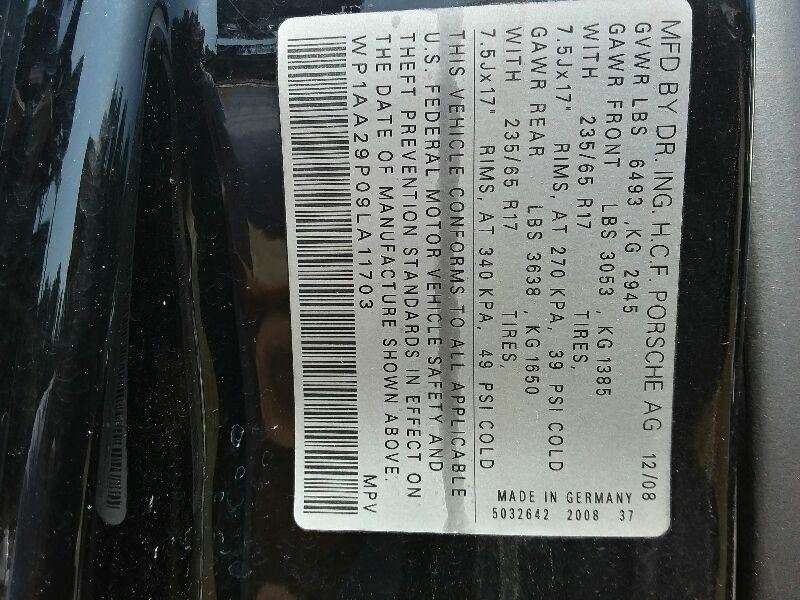 MFD BY DR. ING. H.C.F. PORSCHE AG 12/08
GVWR LBS 6493 ,KG 2945
GAWR FRONT LBS 3053 , KG 1385
WITH 235/65 R17 TIRES,
7.5Jx17" RIMS, AT 270 KPA, 39 PSI COLD
GAWR REAR LBS 3638 , KG 1650
WITH 235/65 R17 TIRES,
7.5Jx17" RIMS, AT 340 KPA, 49 PSI COLD
MADE IN GERMANY
5032642 2008 37
THIS VEHICLE CONFORMS TO ALL APPLICABLE
U.S. FEDERAL MOTOR VEHICLE SAFETY AND
THEFT PREVENTION STANDARDS IN EFFECT ON
THE DATE OF MANUFACTURE SHOWN ABOVE.
WP1AA29P09LA11703 MPV